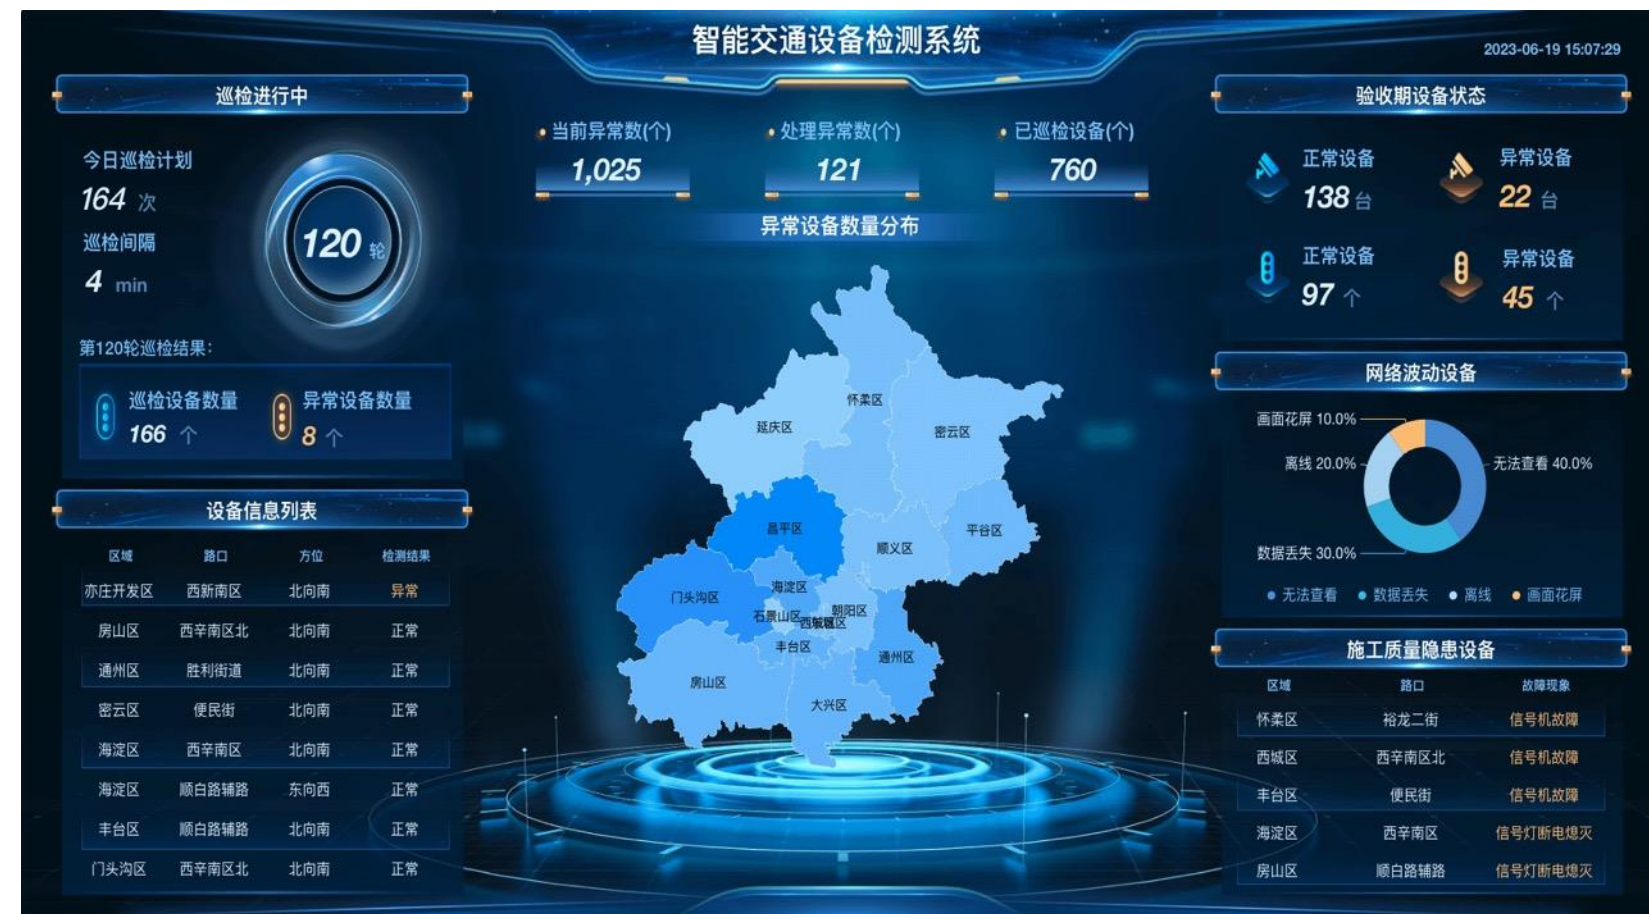 智能交通设备检测系统
2023-06-19 15:07:29
巡检进行中
今日巡检计划
164 次
巡检间隔
4 min
120 轮
第120轮巡检结果:
巡检设备数量
166 个
异常设备数量
8 个
设备信息列表
区域 路口 方位 检测结果
亦庄开发区 西新南区 北向南 异常
房山区 西辛南区北 北向南 正常
通州区 胜利街道 北向南 正常
密云区 便民街 北向南 正常
海淀区 西辛南区 北向南 正常
海淀区 顺白路辅路 东向西 正常
丰台区 顺白路辅路 北向南 正常
门头沟区 西辛南区北 北向南 正常
当前异常数(个)
1,025
处理异常数(个)
121
已巡检设备(个)
760
异常设备数量分布
怀柔区
延庆区
密云区
昌平区
平谷区
顺义区
海淀区
门头沟区
朝阳区
石景山区
丰台区
通州区
房山区
大兴区
验收期设备状态
正常设备
138 台
异常设备
22 台
正常设备
97 个
异常设备
45 个
网络波动设备
画面花屏 10.0%
离线 20.0%
无法查看 40.0%
数据丢失 30.0%
无法查看 数据丢失 离线 画面花屏
施工质量隐患设备
区域 路口 故障现象
怀柔区 裕龙二街 信号机故障
西城区 西辛南区北 信号机故障
丰台区 便民街 信号机故障
海淀区 西辛南区 信号灯断电熄灭
房山区 顺白路辅路 信号灯断电熄灭